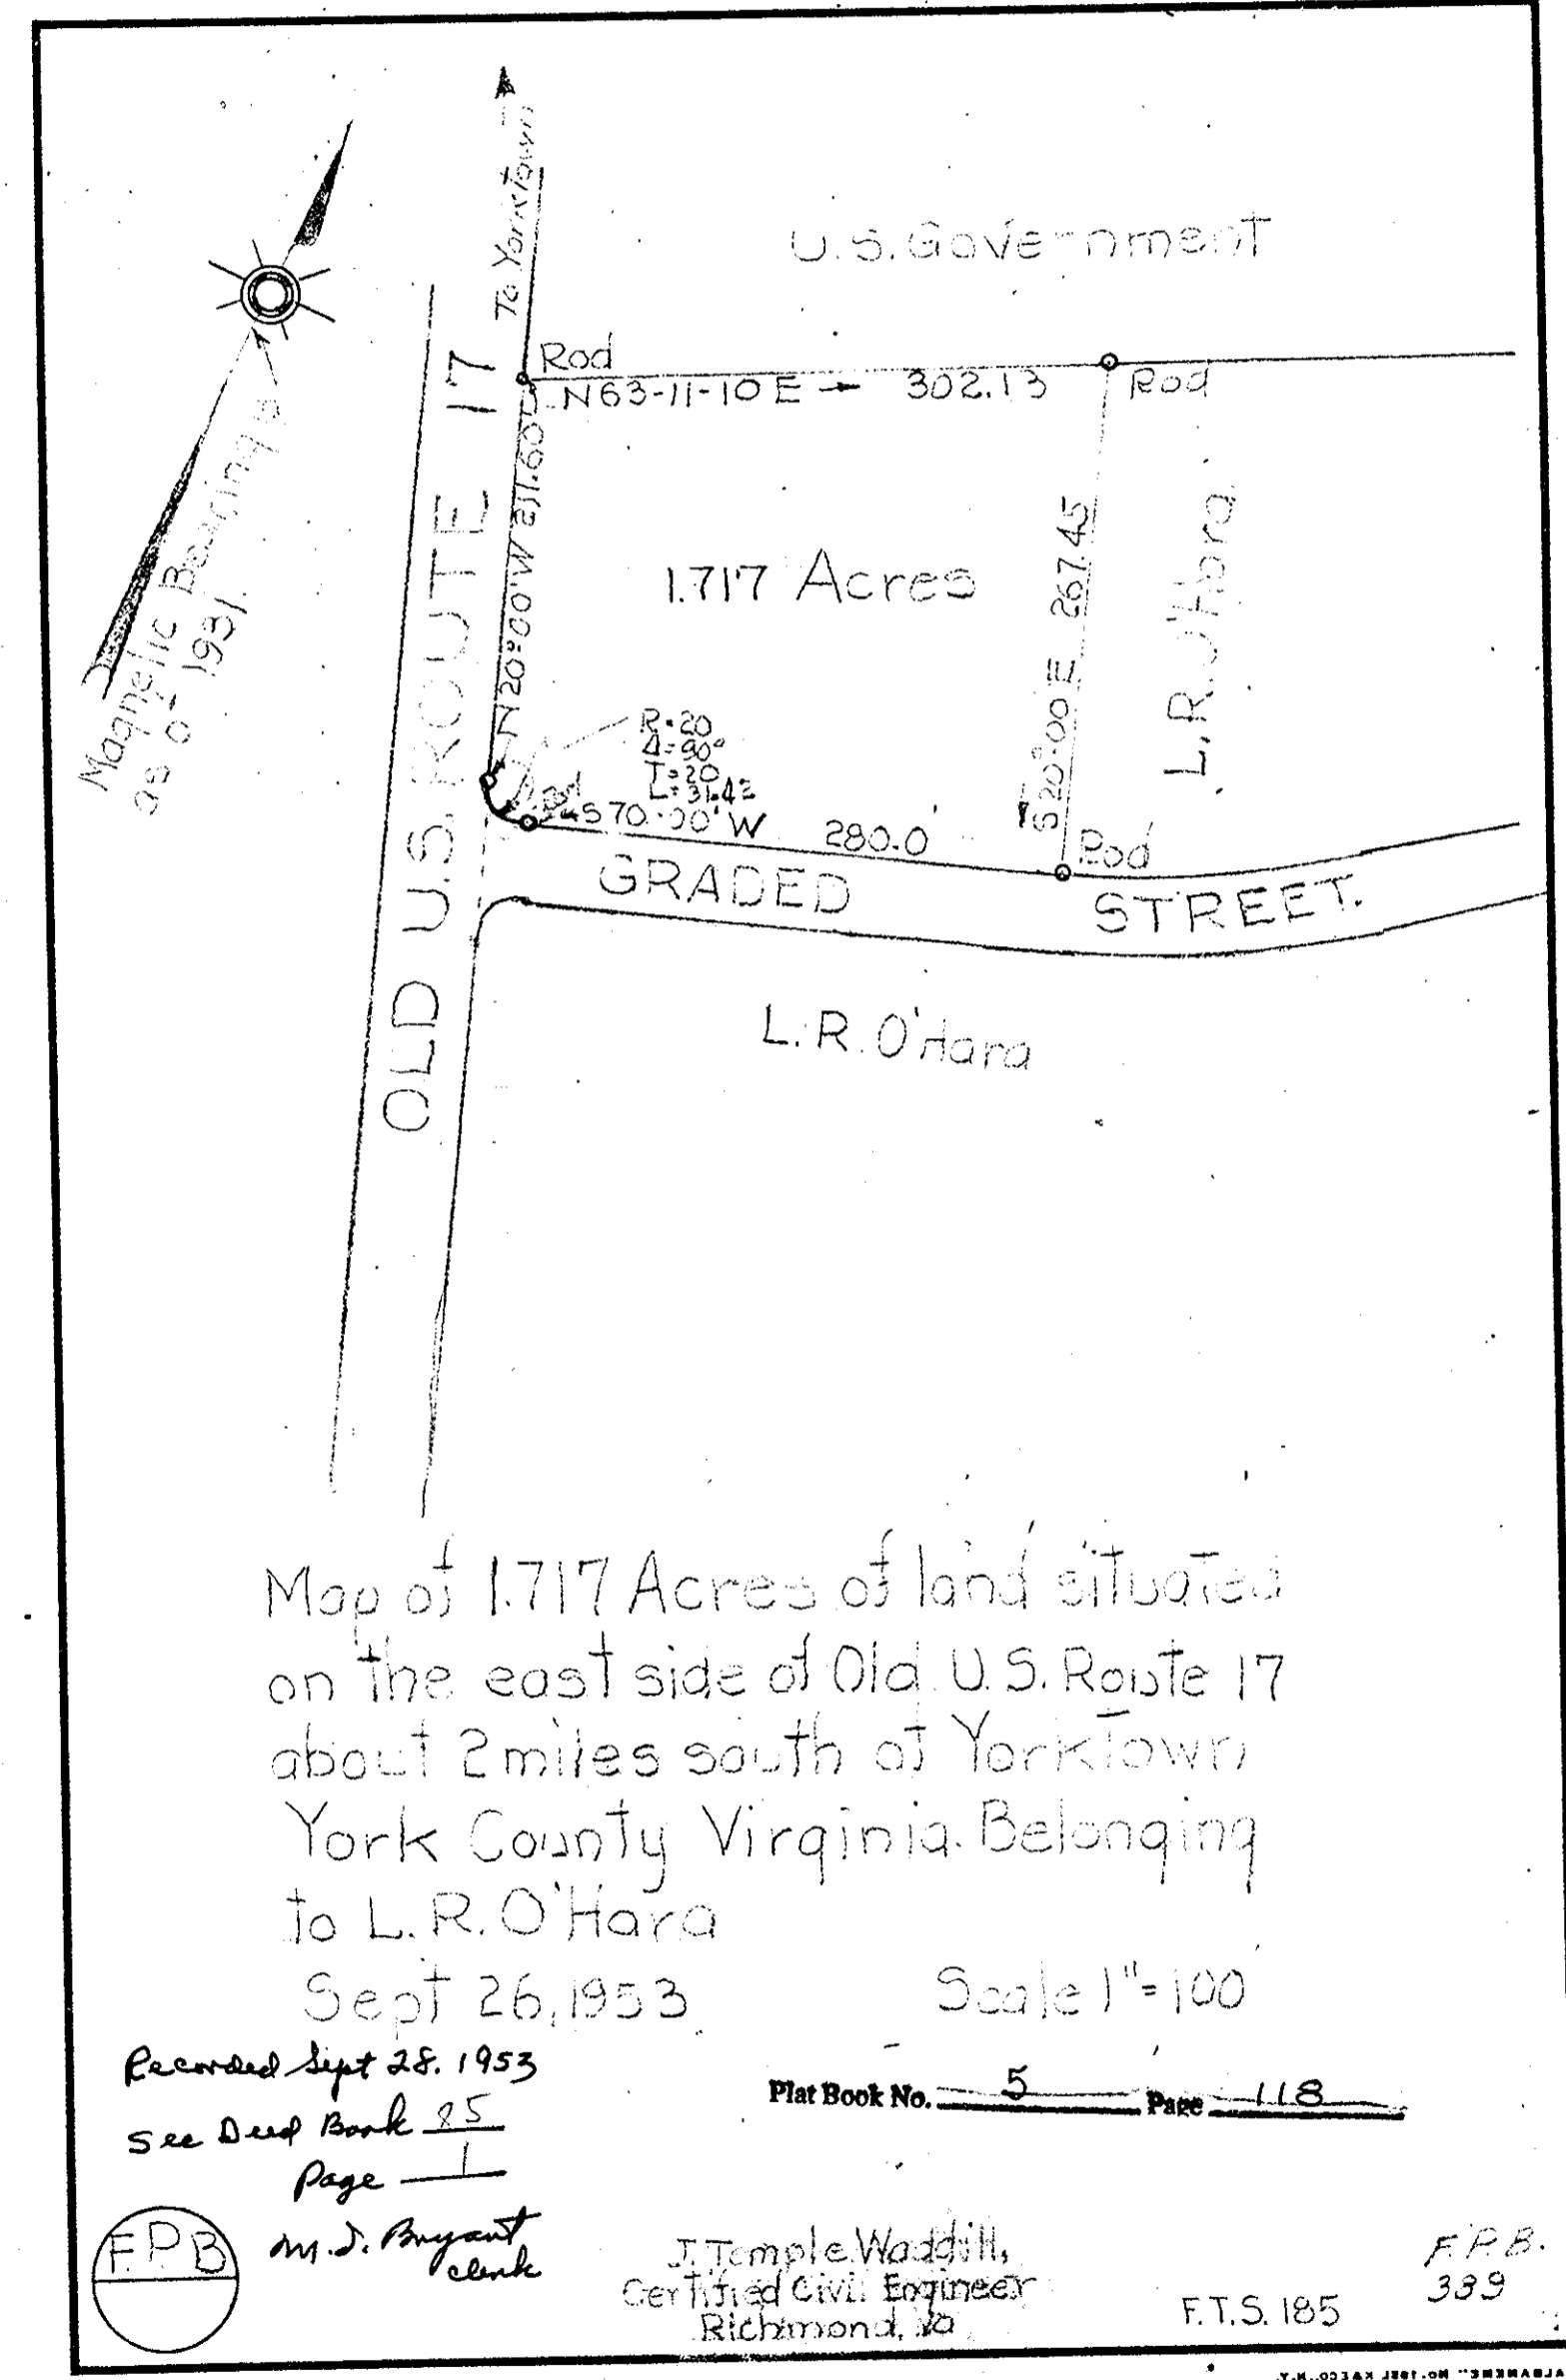 To Yorktown
U.S. Government
Rod
N63-11-10 E 302.13
Rod
OLD U.S. ROUTE 17
N20°00'W 211.60
Magnetic Bearings
as of 1931.
1.717 Acres
S20°-00 E 267.45
L.R. O'Hara
R=20
Δ=90°
T=20
L=31.42
S70-00'W 280.0'
Rod
GRADED STREET.
L.R. O'Hara
Map of 1.717 Acres of land situated
on the east side of Old U.S. Route 17
about 2 miles south of Yorktown
York County Virginia. Belonging
to L.R. O'Hara
Sept 26, 1953
Scale 1"=100'
Recorded Sept 28. 1953
See Deed Book 85
Page 1
M. S. Bryant
clerk
Plat Book No. 5 Page 118
F.P.B
J. Temple Waddill,
Certified Civil Engineer
Richmond, Va
F.T.S. 185
F.P.B.
339